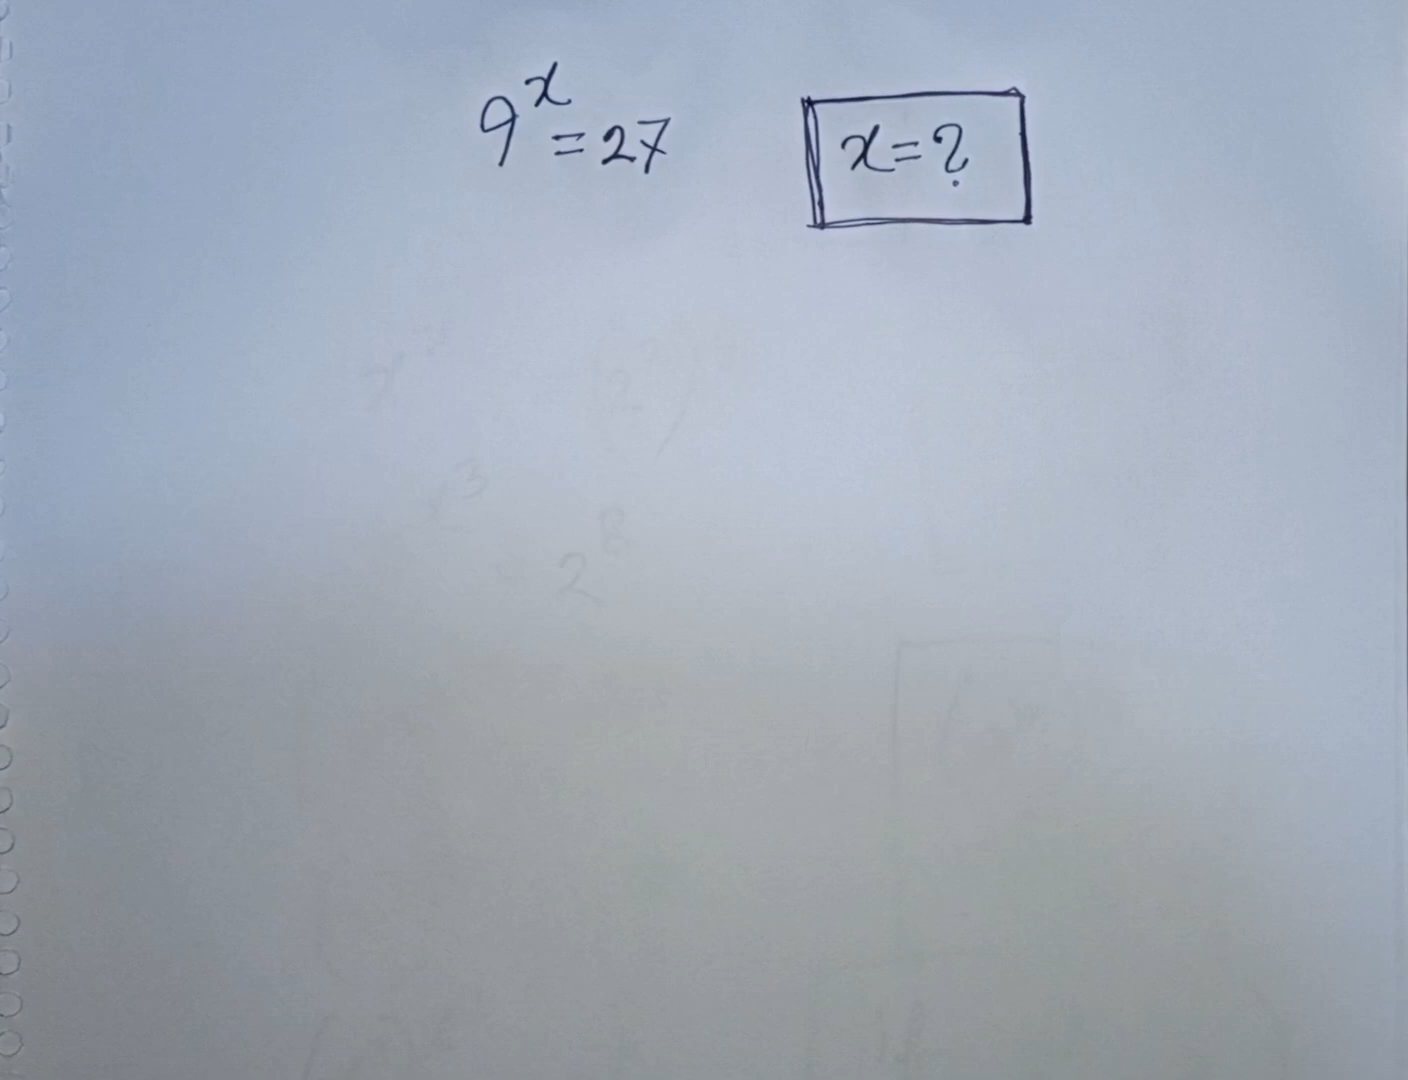 9^x = 27 x = ?